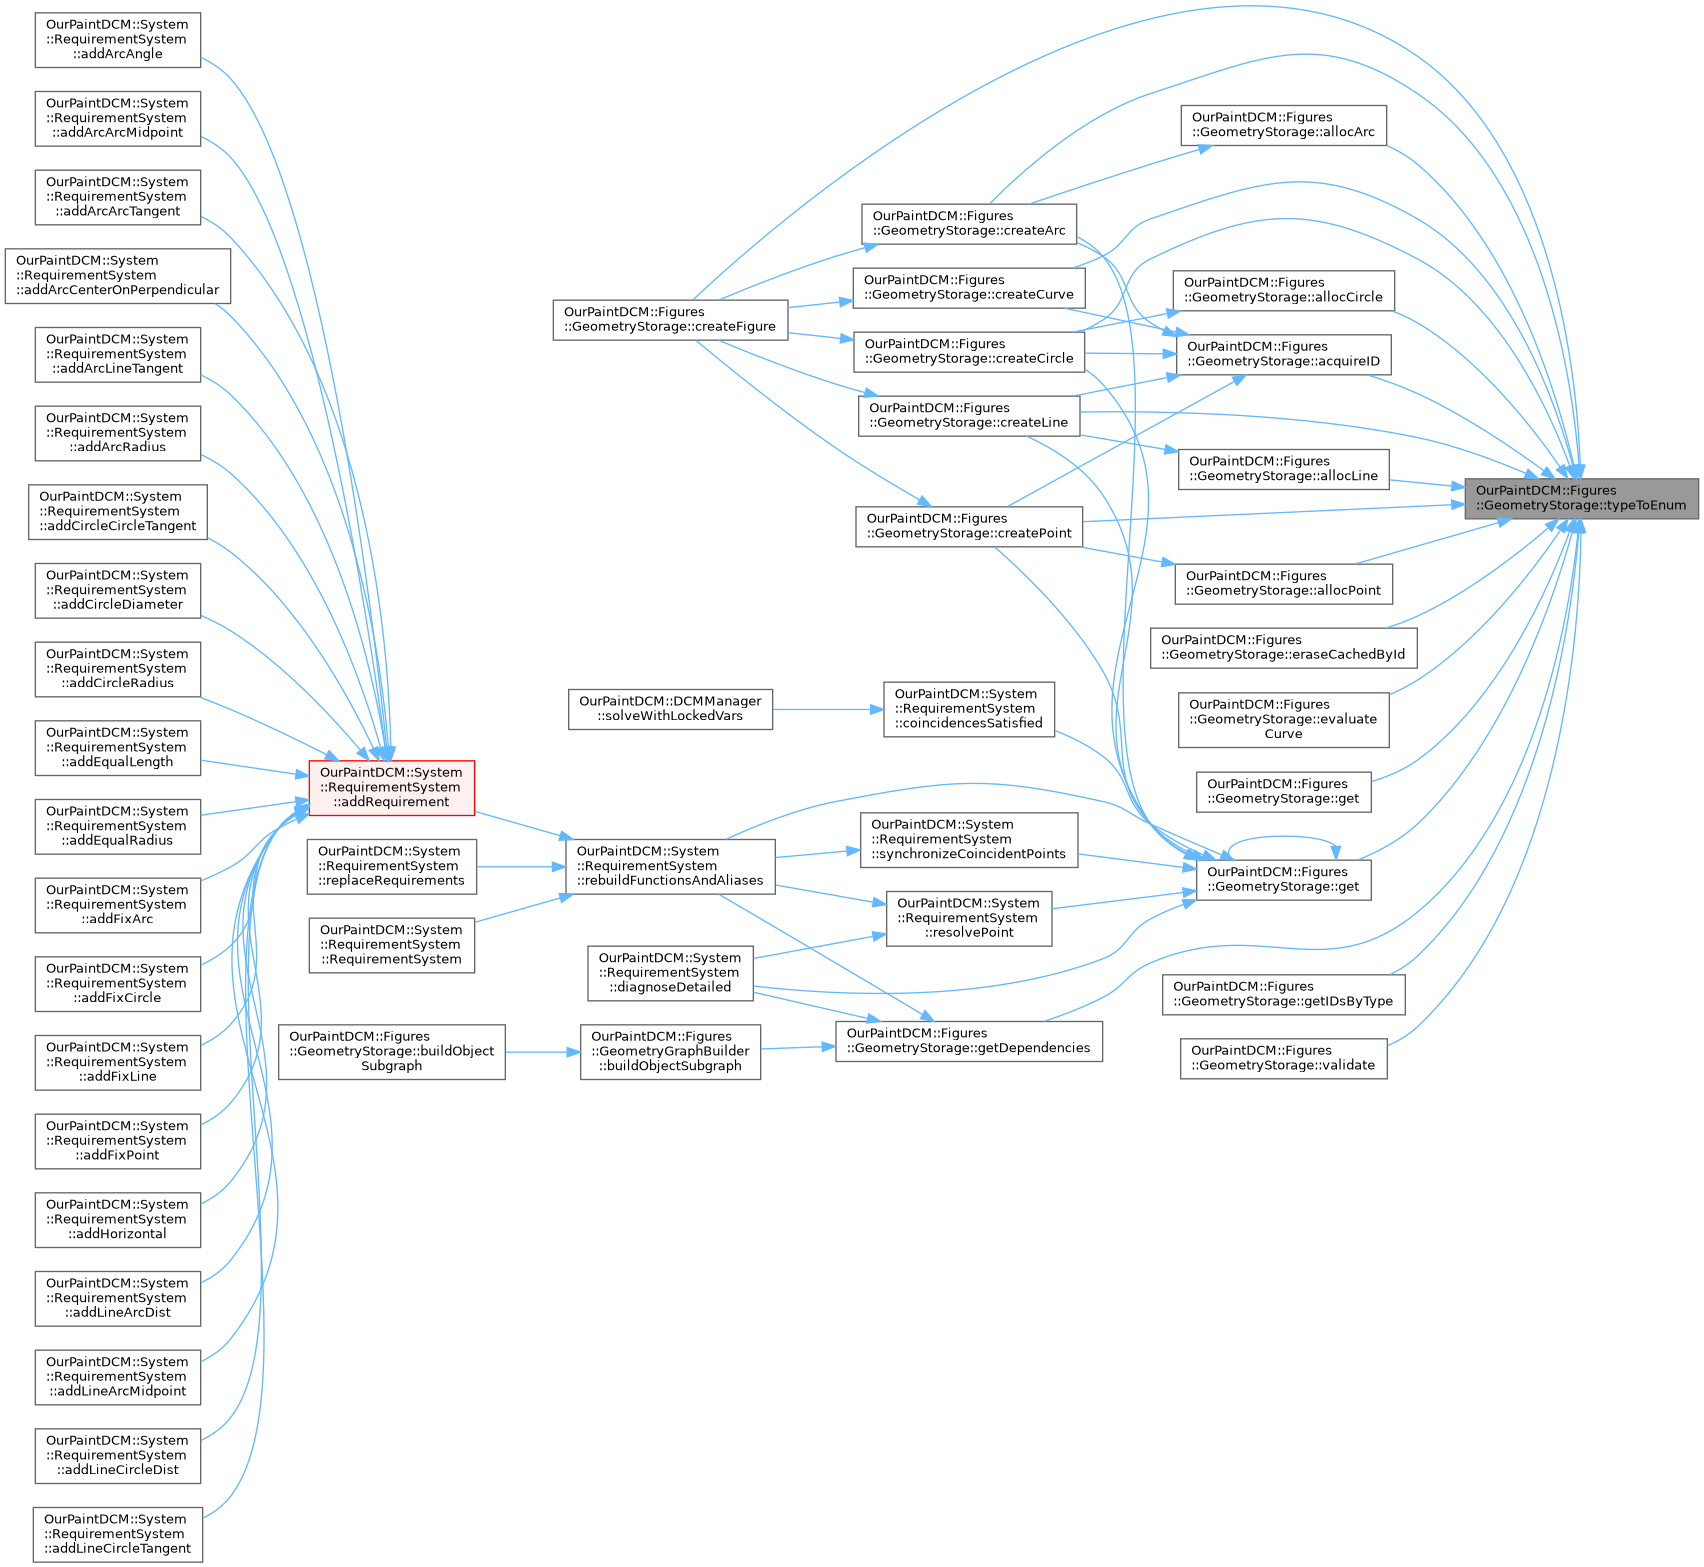 OurPaintDCM::System
::RequirementSystem
::addArcAngle
OurPaintDCM::System
::RequirementSystem
::addArcArcMidpoint
OurPaintDCM::System
::RequirementSystem
::addArcArcTangent
OurPaintDCM::System
::RequirementSystem
::addArcCenterOnPerpendicular
OurPaintDCM::System
::RequirementSystem
::addArcLineTangent
OurPaintDCM::System
::RequirementSystem
::addArcRadius
OurPaintDCM::System
::RequirementSystem
::addCircleCircleTangent
OurPaintDCM::System
::RequirementSystem
::addCircleDiameter
OurPaintDCM::System
::RequirementSystem
::addCircleRadius
OurPaintDCM::System
::RequirementSystem
::addEqualLength
OurPaintDCM::System
::RequirementSystem
::addEqualRadius
OurPaintDCM::System
::RequirementSystem
::addFixArc
OurPaintDCM::System
::RequirementSystem
::addFixCircle
OurPaintDCM::System
::RequirementSystem
::addFixLine
OurPaintDCM::System
::RequirementSystem
::addFixPoint
OurPaintDCM::System
::RequirementSystem
::addHorizontal
OurPaintDCM::System
::RequirementSystem
::addLineArcDist
OurPaintDCM::System
::RequirementSystem
::addLineArcMidpoint
OurPaintDCM::System
::RequirementSystem
::addLineCircleDist
OurPaintDCM::System
::RequirementSystem
::addLineCircleTangent
OurPaintDCM::System
::RequirementSystem
::addRequirement
OurPaintDCM::System
::RequirementSystem
::replaceRequirements
OurPaintDCM::System
::RequirementSystem
::RequirementSystem
OurPaintDCM::Figures
::GeometryStorage::buildObject
Subgraph
OurPaintDCM::Figures
::GeometryStorage::createFigure
OurPaintDCM::DCMManager
::solveWithLockedVars
OurPaintDCM::System
::RequirementSystem
::rebuildFunctionsAndAliases
OurPaintDCM::System
::RequirementSystem
::diagnoseDetailed
OurPaintDCM::Figures
::GeometryGraphBuilder
::buildObjectSubgraph
OurPaintDCM::Figures
::GeometryStorage::createArc
OurPaintDCM::Figures
::GeometryStorage::createCurve
OurPaintDCM::Figures
::GeometryStorage::createCircle
OurPaintDCM::Figures
::GeometryStorage::createLine
OurPaintDCM::Figures
::GeometryStorage::createPoint
OurPaintDCM::System
::RequirementSystem
::coincidencesSatisfied
OurPaintDCM::System
::RequirementSystem
::synchronizeCoincidentPoints
OurPaintDCM::System
::RequirementSystem
::resolvePoint
OurPaintDCM::Figures
::GeometryStorage::getDependencies
OurPaintDCM::Figures
::GeometryStorage::allocArc
OurPaintDCM::Figures
::GeometryStorage::allocCircle
OurPaintDCM::Figures
::GeometryStorage::acquireID
OurPaintDCM::Figures
::GeometryStorage::allocLine
OurPaintDCM::Figures
::GeometryStorage::allocPoint
OurPaintDCM::Figures
::GeometryStorage::eraseCachedById
OurPaintDCM::Figures
::GeometryStorage::evaluate
Curve
OurPaintDCM::Figures
::GeometryStorage::get
OurPaintDCM::Figures
::GeometryStorage::get
OurPaintDCM::Figures
::GeometryStorage::getIDsByType
OurPaintDCM::Figures
::GeometryStorage::validate
OurPaintDCM::Figures
::GeometryStorage::typeToEnum